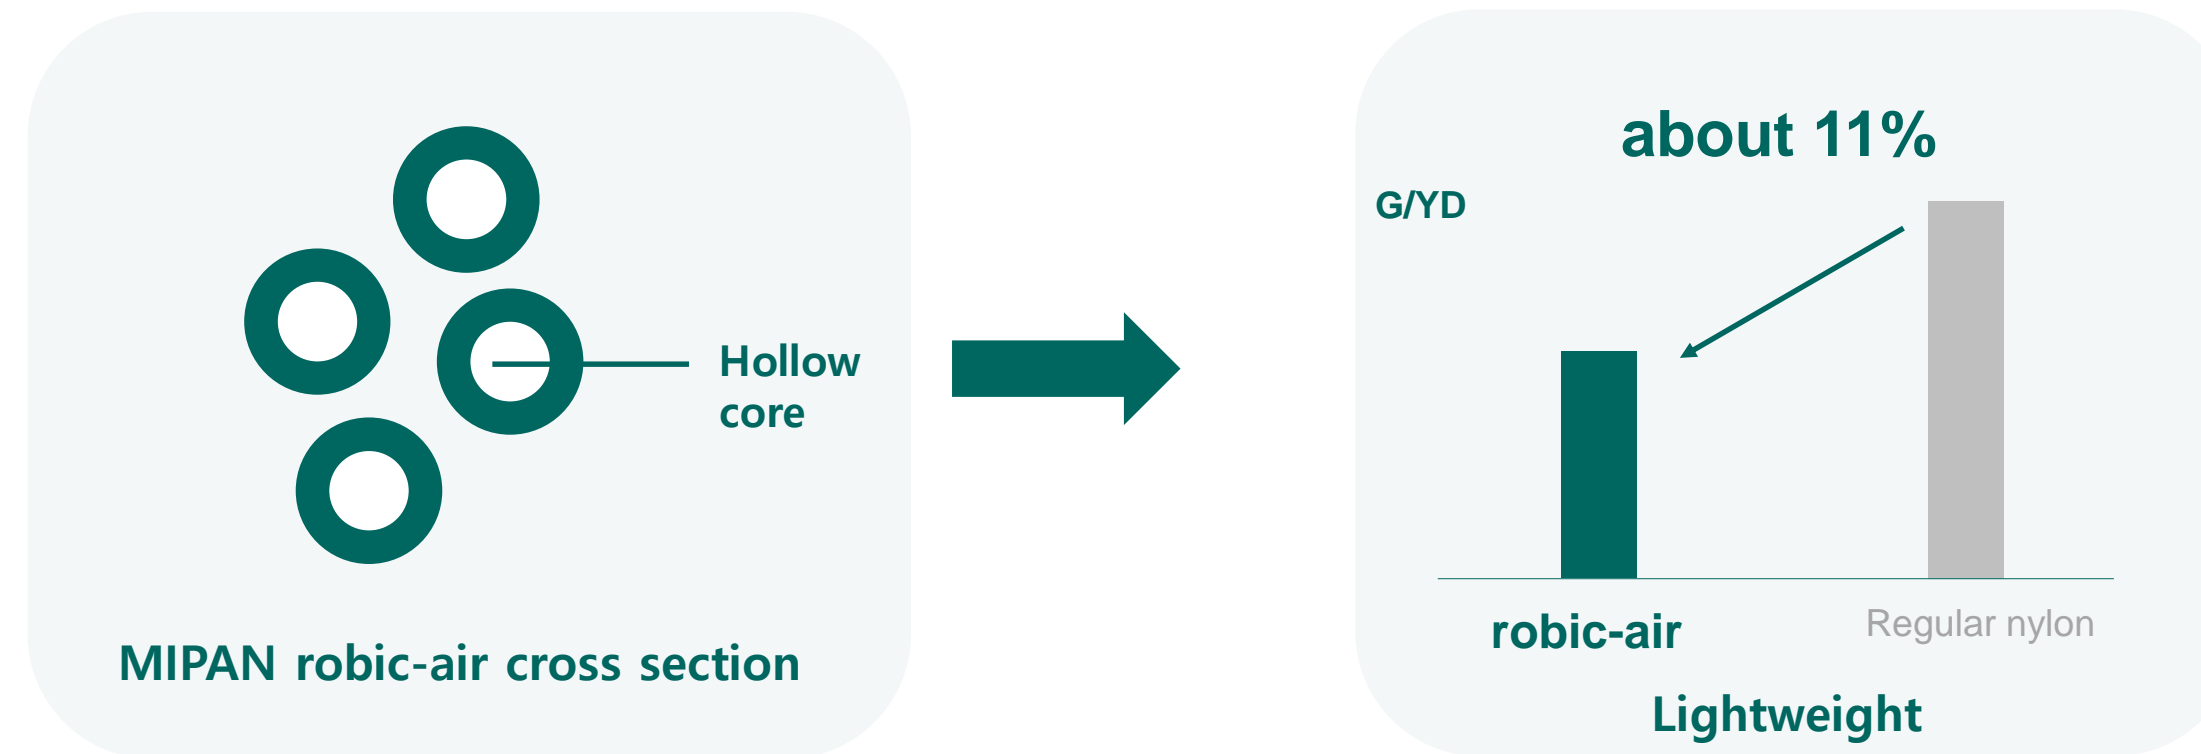 Hollow
core
MIPAN robic-air cross section
about 11%
G/YD
robic-air
Regular nylon
Lightweight